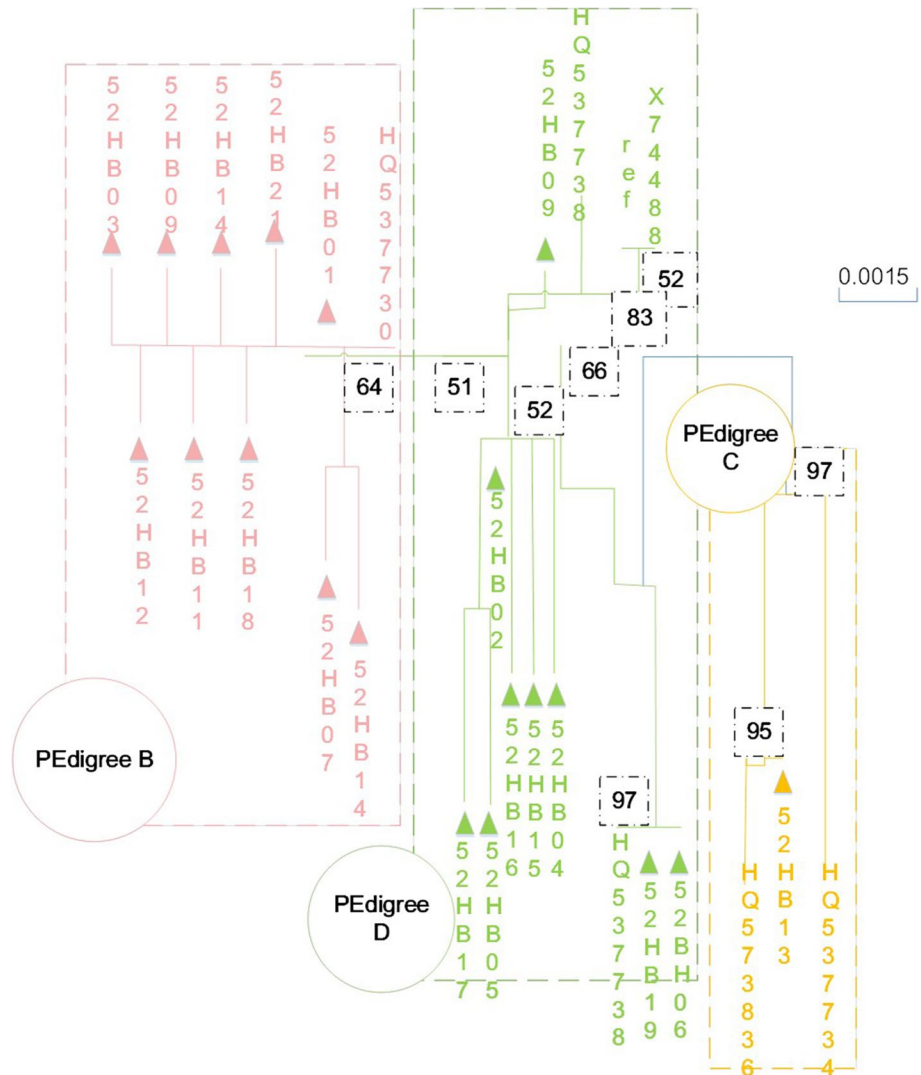 52HB03
52HB09
52HB14
52HB21
52HB01
HQ537730
52HB09
HQ537738
ref
X74488
0.0015
52
83
66
64
51
52
PEdigree
C
97
52HB12
52HB11
52HB18
52HB02
52HB07
52HB14
PEdigree B
52HB16
52HB15
52HB04
95
97
52HB13
PEdigree
D
52HB17
52HB05
HQ537738
52HB19
52BH06
HQ573836
HQ537734